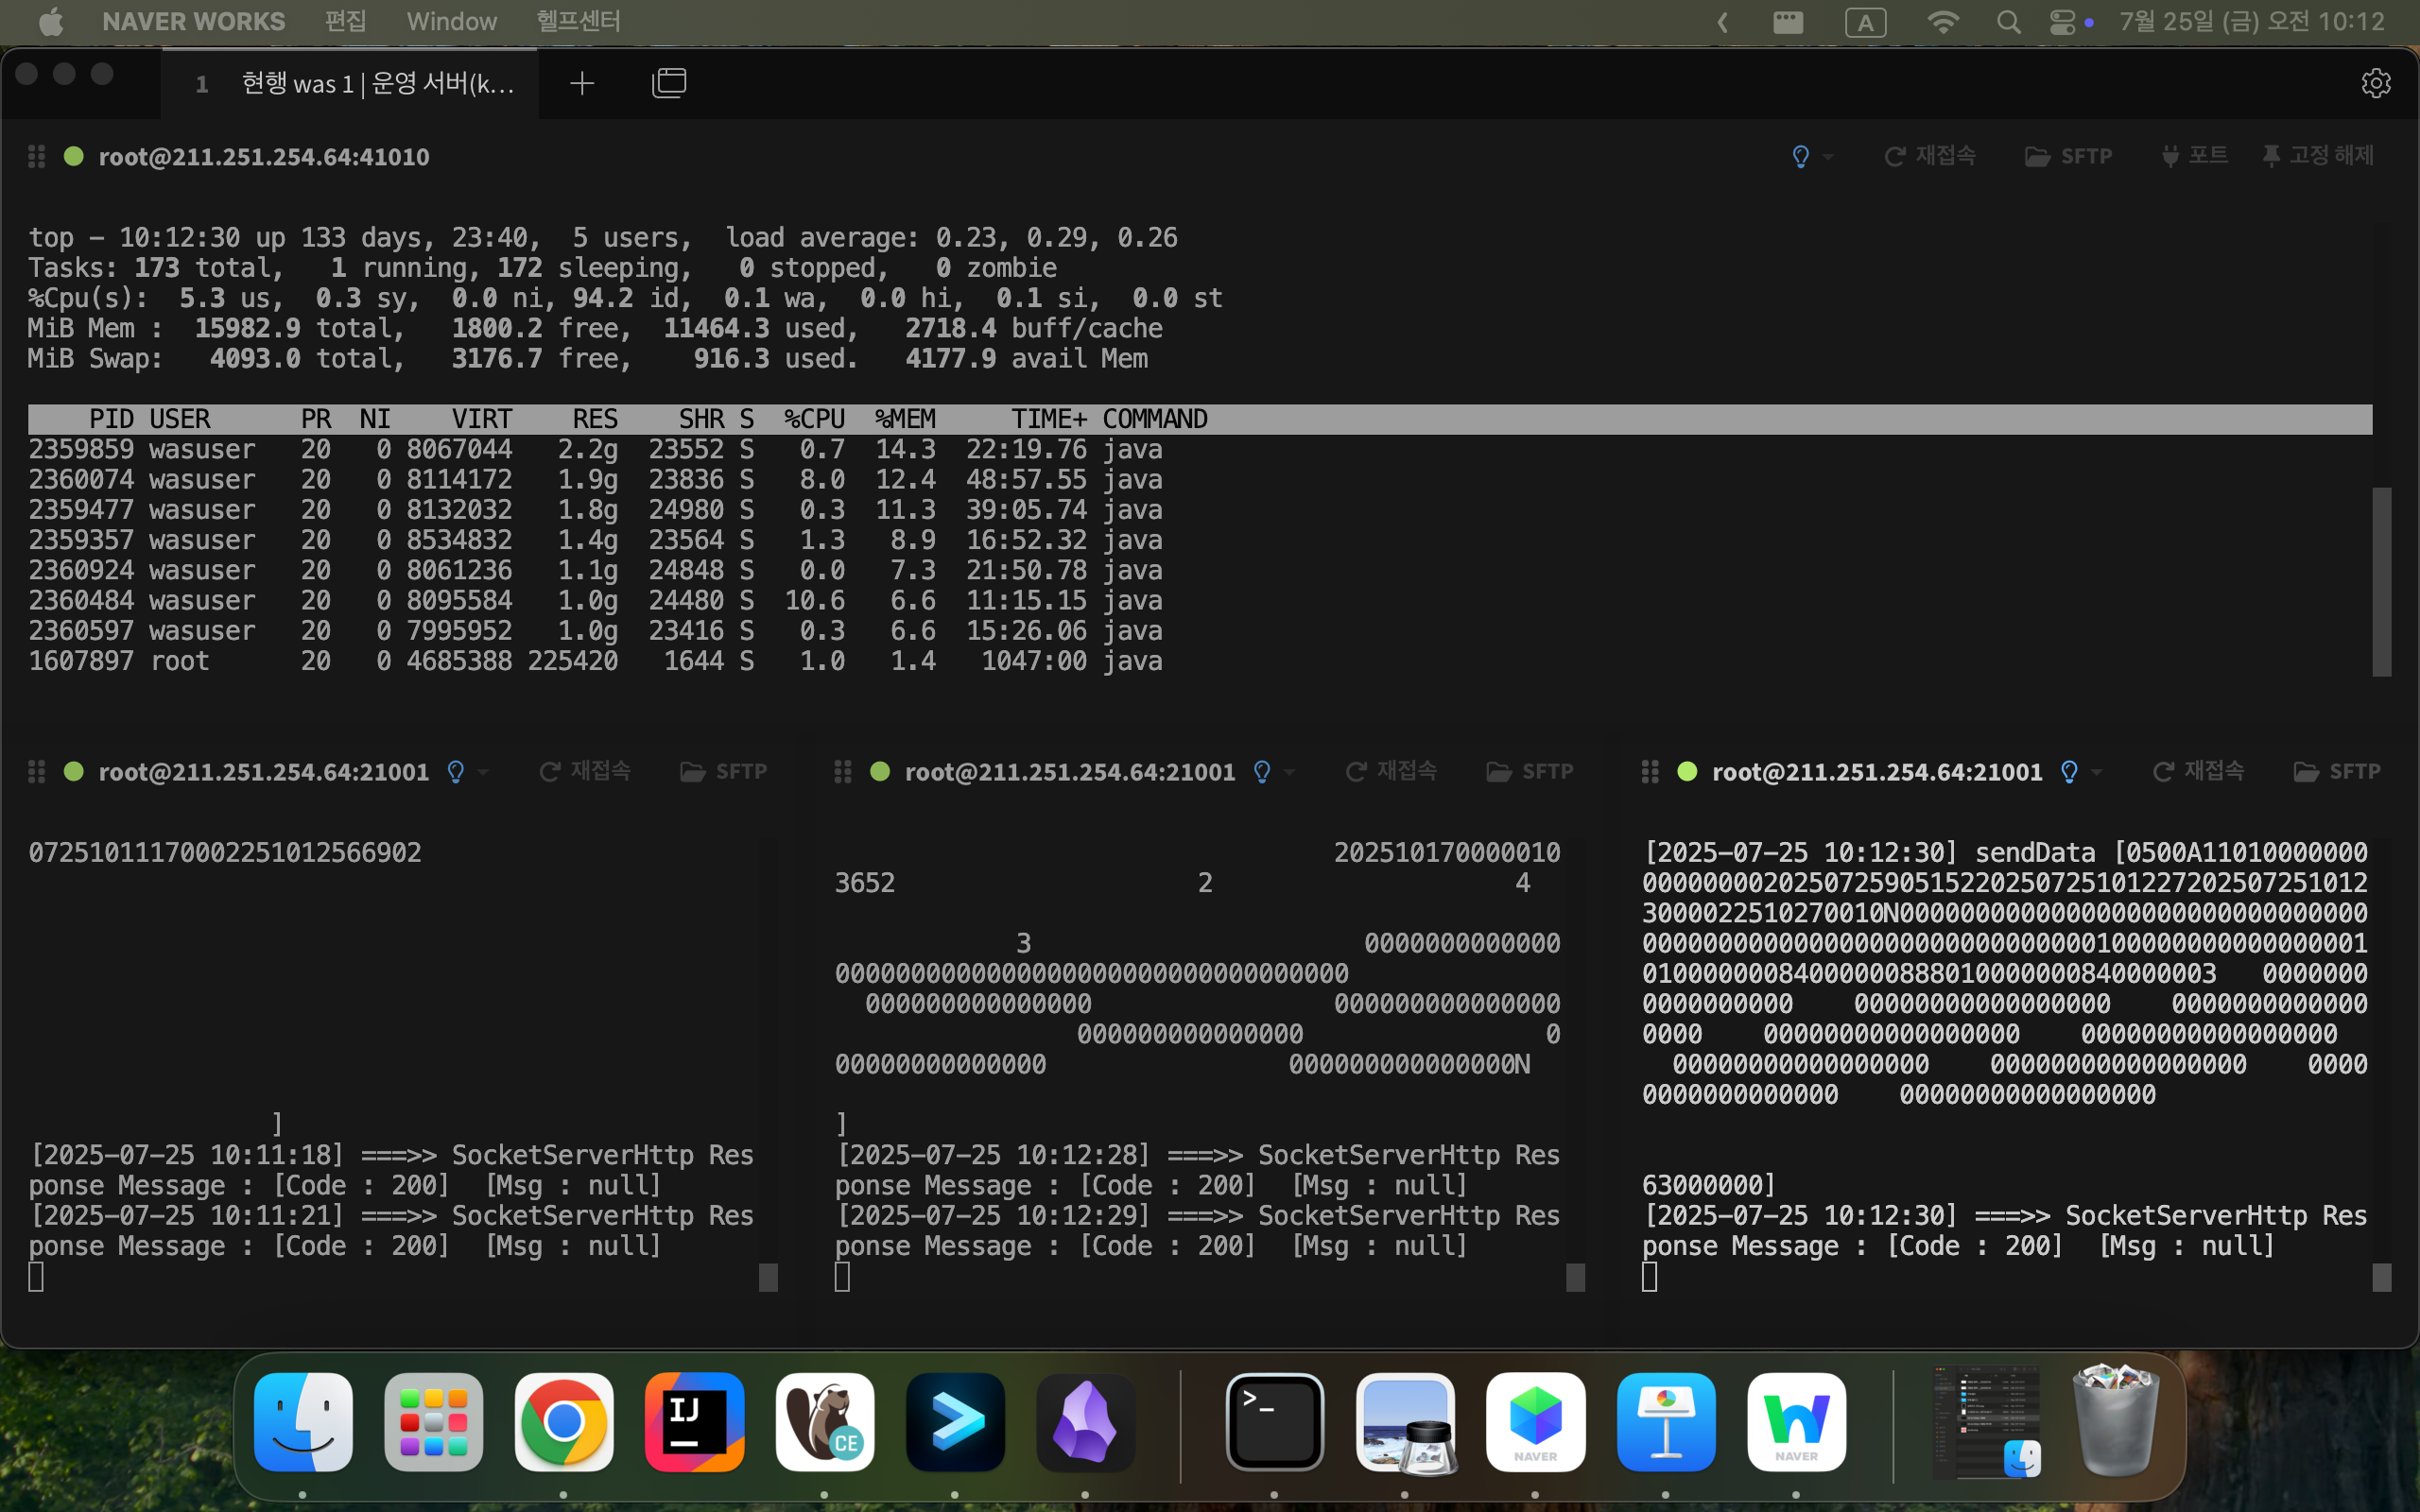 NAVER WORKS 편집 Window 헬프센터 A 7월 25일 (금) 오전 10:12
1 현행 was 1 | 운영 서버(k...
root@211.251.254.64:41010 재접속 SFTP 포트 고정 해제
top - 10:12:30 up 133 days, 23:40,  5 users,  load average: 0.23, 0.29, 0.26
Tasks: 173 total,   1 running, 172 sleeping,   0 stopped,   0 zombie
%Cpu(s):  5.3 us,  0.3 sy,  0.0 ni, 94.2 id,  0.1 wa,  0.0 hi,  0.1 si,  0.0 st
MiB Mem :  15982.9 total,   1800.2 free,  11464.3 used,   2718.4 buff/cache
MiB Swap:   4093.0 total,   3176.7 free,    916.3 used.   4177.9 avail Mem
PID USER PR NI VIRT RES SHR S %CPU %MEM TIME+ COMMAND
2359859 wasuser 20 0 8067044 2.2g 23552 S 0.7 14.3 22:19.76 java
2360074 wasuser 20 0 8114172 1.9g 23836 S 8.0 12.4 48:57.55 java
2359477 wasuser 20 0 8132032 1.8g 24980 S 0.3 11.3 39:05.74 java
2359357 wasuser 20 0 8534832 1.4g 23564 S 1.3 8.9 16:52.32 java
2360924 wasuser 20 0 8061236 1.1g 24848 S 0.0 7.3 21:50.78 java
2360484 wasuser 20 0 8095584 1.0g 24480 S 10.6 6.6 11:15.15 java
2360597 wasuser 20 0 7995952 1.0g 23416 S 0.3 6.6 15:26.06 java
1607897 root 20 0 4685388 225420 1644 S 1.0 1.4 1047:00 java
root@211.251.254.64:21001 재접속 SFTP
07251011170002251012566902
]
[2025-07-25 10:11:18] ===>> SocketServerHttp Res
ponse Message : [Code : 200]  [Msg : null]
[2025-07-25 10:11:21] ===>> SocketServerHttp Res
ponse Message : [Code : 200]  [Msg : null]
root@211.251.254.64:21001 재접속 SFTP
202510170000010
3652 2 4
3 0000000000000
0000000000000000000000000000000000
000000000000000 000000000000000
000000000000000 0
00000000000000 000000000000000N
]
[2025-07-25 10:12:28] ===>> SocketServerHttp Res
ponse Message : [Code : 200]  [Msg : null]
[2025-07-25 10:12:29] ===>> SocketServerHttp Res
ponse Message : [Code : 200]  [Msg : null]
root@211.251.254.64:21001 재접속 SFTP
[2025-07-25 10:12:30] sendData [0500A11010000000
0000000002025072590515220250725101227202507251012
3000022510270010N0000000000000000000000000000000
000000000000000000000000000000100000000000000001
01000000084000000888010000000840000003 0000000
0000000000 00000000000000000 0000000000000
0000 00000000000000000 00000000000000000
00000000000000000 00000000000000000 0000
0000000000000 00000000000000000
63000000]
[2025-07-25 10:12:30] ===>> SocketServerHttp Res
ponse Message : [Code : 200]  [Msg : null]
IJ
CE
>_
NAVER
NAVER